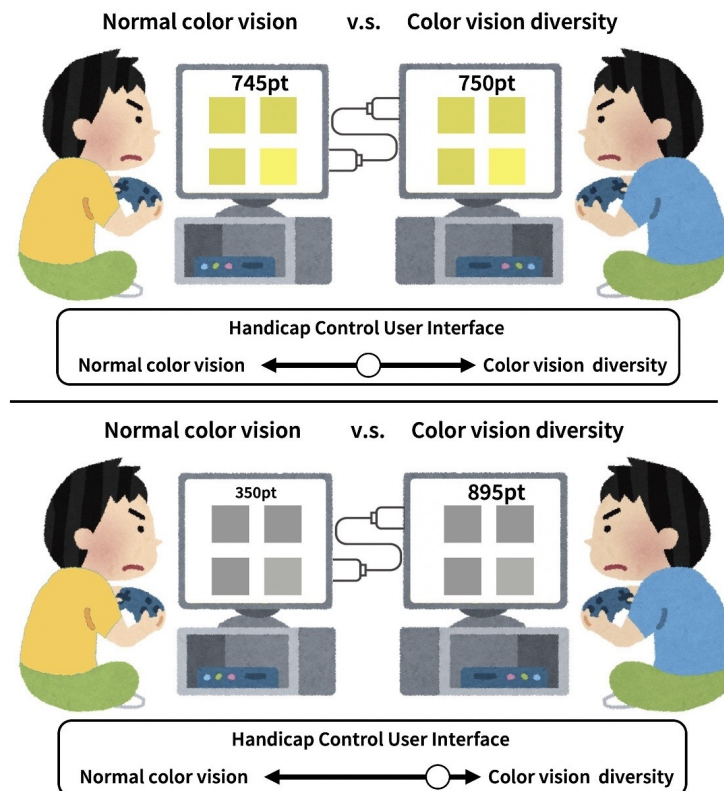 Normal color vision v.s. Color vision diversity
745pt 750pt
Handicap Control User Interface
Normal color vision Color vision diversity
Normal color vision v.s. Color vision diversity
350pt 895pt
Handicap Control User Interface
Normal color vision Color vision diversity